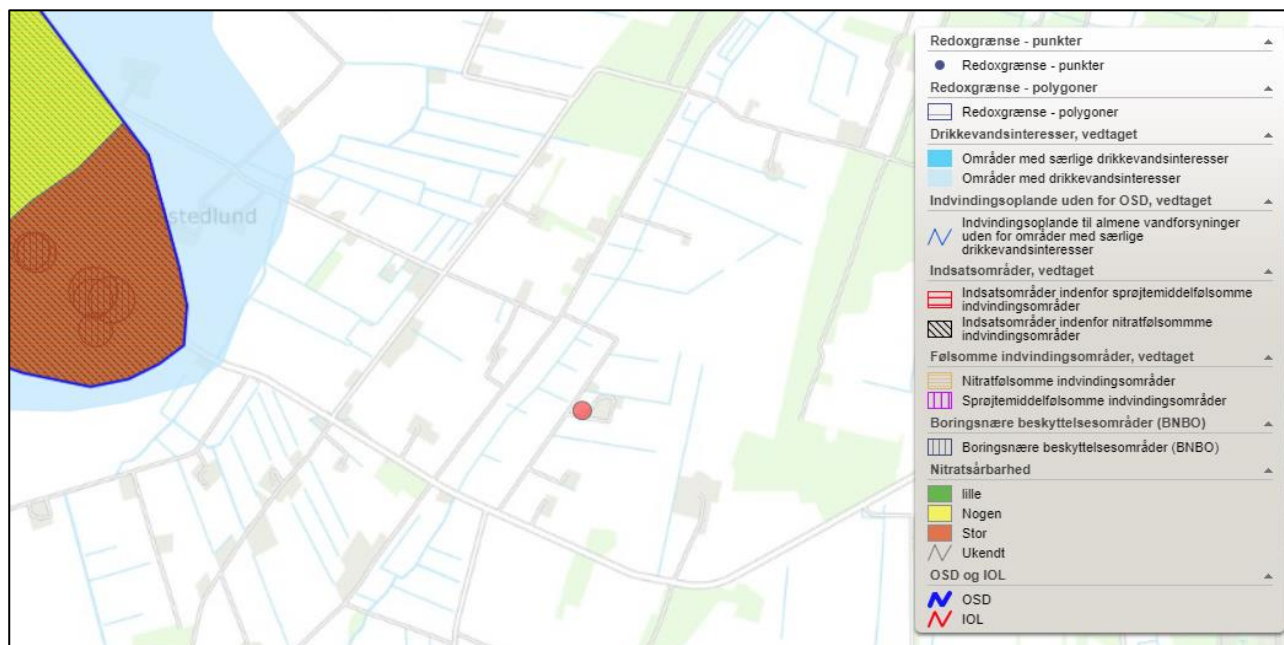 stedlund
Redoxgrænse - punkter
Redoxgrænse - punkter
Redoxgrænse - polygoner
Redoxgrænse - polygoner
Drikkevandsinteresser, vedtaget
Områder med særlige drikkevandsinteresser
Områder med drikkevandsinteresser
Indvindingsoplande uden for OSD, vedtaget
Indvindingsoplande til almene vandforsyninger
uden for områder med særlige
drikkevandsinteresser
Indsatsområder, vedtaget
Indsatsområder indenfor sprøjtemiddelfølsomme
indvindingsområder
Indsatsområder indenfor nitratfølsommme
indvindingsområder
Følsomme indvindingsområder, vedtaget
Nitratfølsomme indvindingsområder
Sprøjtemiddelfølsomme indvindingsområder
Boringsnære beskyttelsesområder (BNBO)
Boringsnære beskyttelsesområder (BNBO)
Nitratsårbarhed
lille
Nogen
Stor
Ukendt
OSD og IOL
OSD
IOL